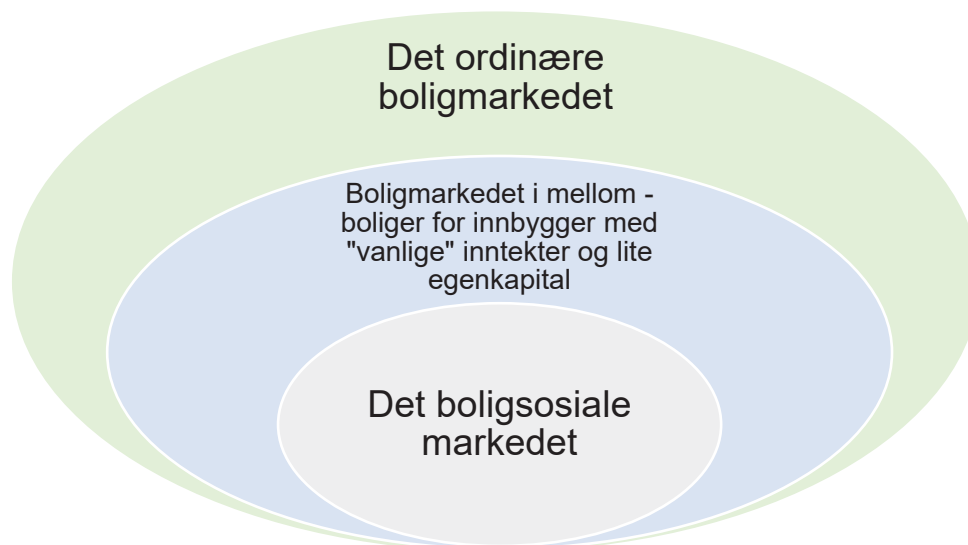 Det ordinære
boligmarkedet
Boligmarkedet i mellom -
boliger for innbygger med
"vanlige" inntekter og lite
egenkapital
Det boligsosiale
markedet